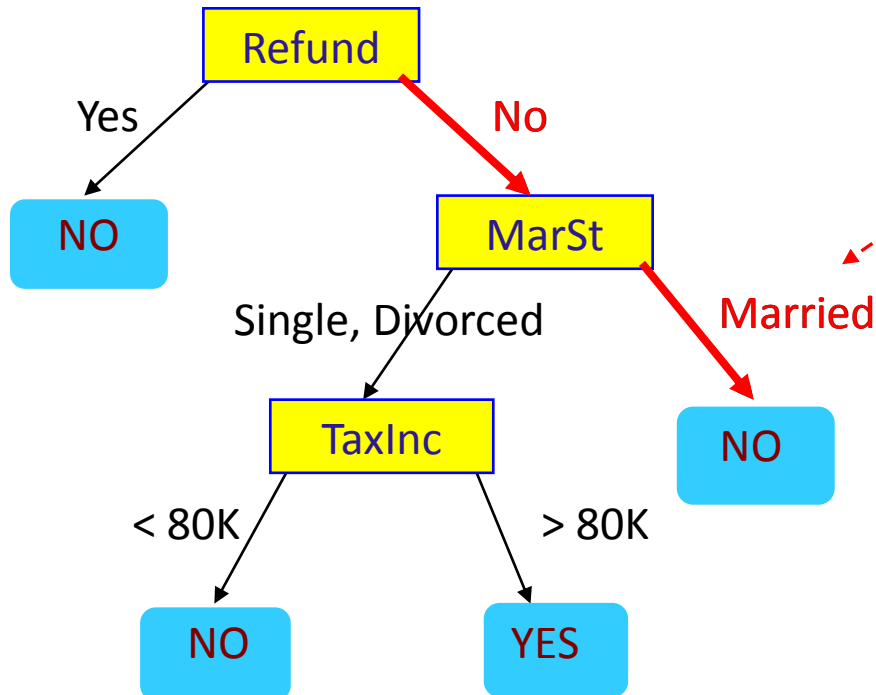 Refund
Yes
No
NO
MarSt
Single, Divorced
Married
TaxInc
NO
< 80K
> 80K
NO
YES